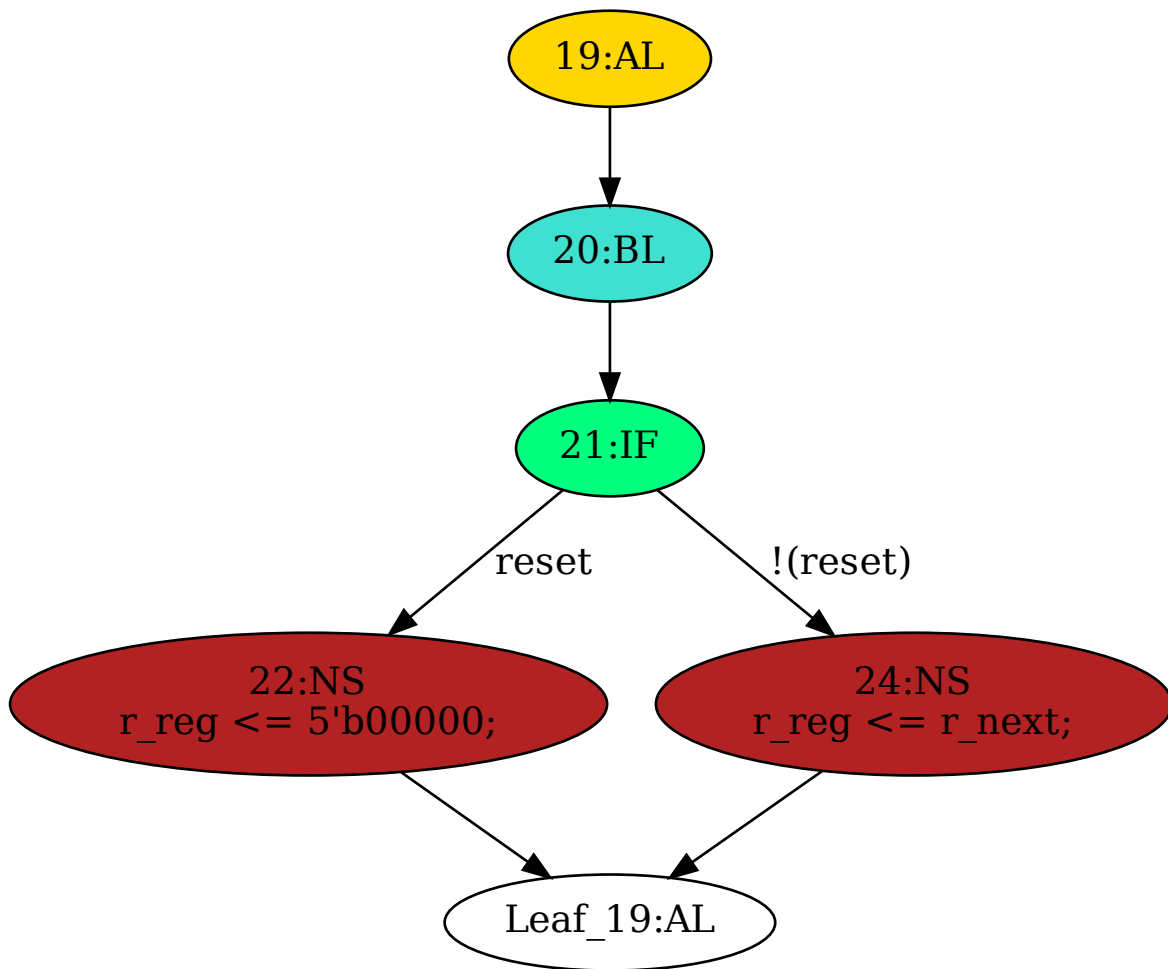 19:AL
20:BL
21:IF
reset
!(reset)
22:NS
r_reg <= 5'b00000;
24:NS
r_reg <= r_next;
Leaf_19:AL